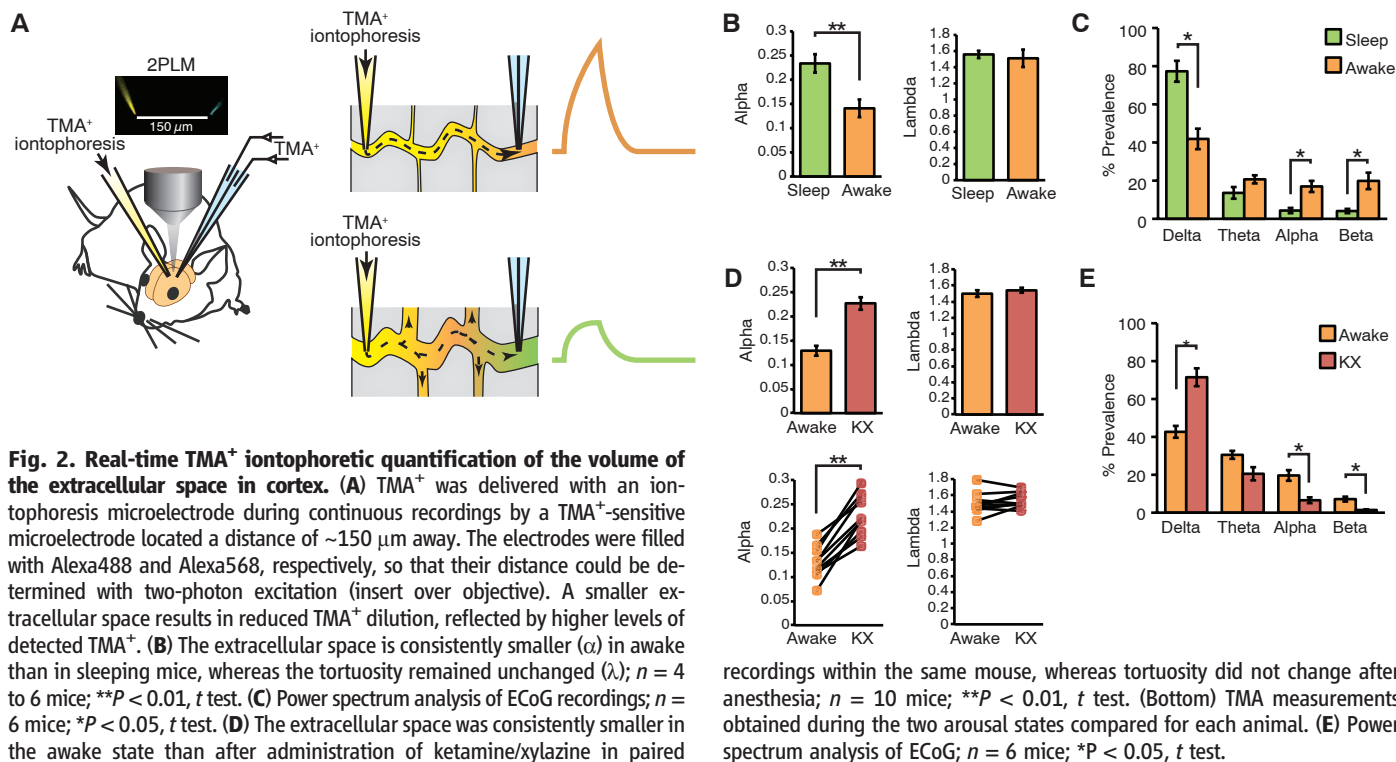 A
TMA⁺
iontophoresis
2PLM
150 µm
TMA⁺
iontophoresis
TMA⁺
TMA⁺
iontophoresis
B
**
0.3
0.25
0.2
0.15
0.1
0.05
0
Alpha
Sleep Awake
1.8
1.6
1.4
1.2
1
0.8
0.6
0.4
0.2
0
Lambda
Sleep Awake
C
Sleep
Awake
*
*
*
100
80
60
40
20
0
% Prevalence
Delta Theta Alpha Beta
D
**
0.3
0.25
0.2
0.15
0.1
0.05
0
Alpha
Awake KX
1.8
1.6
1.4
1.2
1
0.8
0.6
0.4
0.2
0
Lambda
Awake KX
**
0.3
0.25
0.2
0.15
0.1
0.05
0
Alpha
Awake KX
1.8
1.6
1.4
1.2
1
0.8
0.6
0.4
0.2
0
Lambda
Awake KX
E
Awake
KX
*
*
*
100
80
60
40
20
0
% Prevalence
Delta Theta Alpha Beta
Fig. 2. Real-time TMA⁺ iontophoretic quantification of the volume of
the extracellular space in cortex. (A) TMA⁺ was delivered with an ion-
tophoresis microelectrode during continuous recordings by a TMA⁺-sensitive
microelectrode located a distance of ~150 µm away. The electrodes were filled
with Alexa488 and Alexa568, respectively, so that their distance could be de-
termined with two-photon excitation (insert over objective). A smaller ex-
tracellular space results in reduced TMA⁺ dilution, reflected by higher levels of
detected TMA⁺. (B) The extracellular space is consistently smaller (α) in awake
than in sleeping mice, whereas the tortuosity remained unchanged (λ); n = 4
to 6 mice; **P < 0.01, t test. (C) Power spectrum analysis of ECoG recordings; n =
6 mice; *P < 0.05, t test. (D) The extracellular space was consistently smaller in
the awake state than after administration of ketamine/xylazine in paired
recordings within the same mouse, whereas tortuosity did not change after
anesthesia; n = 10 mice; **P < 0.01, t test. (Bottom) TMA measurements
obtained during the two arousal states compared for each animal. (E) Power
spectrum analysis of ECoG; n = 6 mice; *P < 0.05, t test.